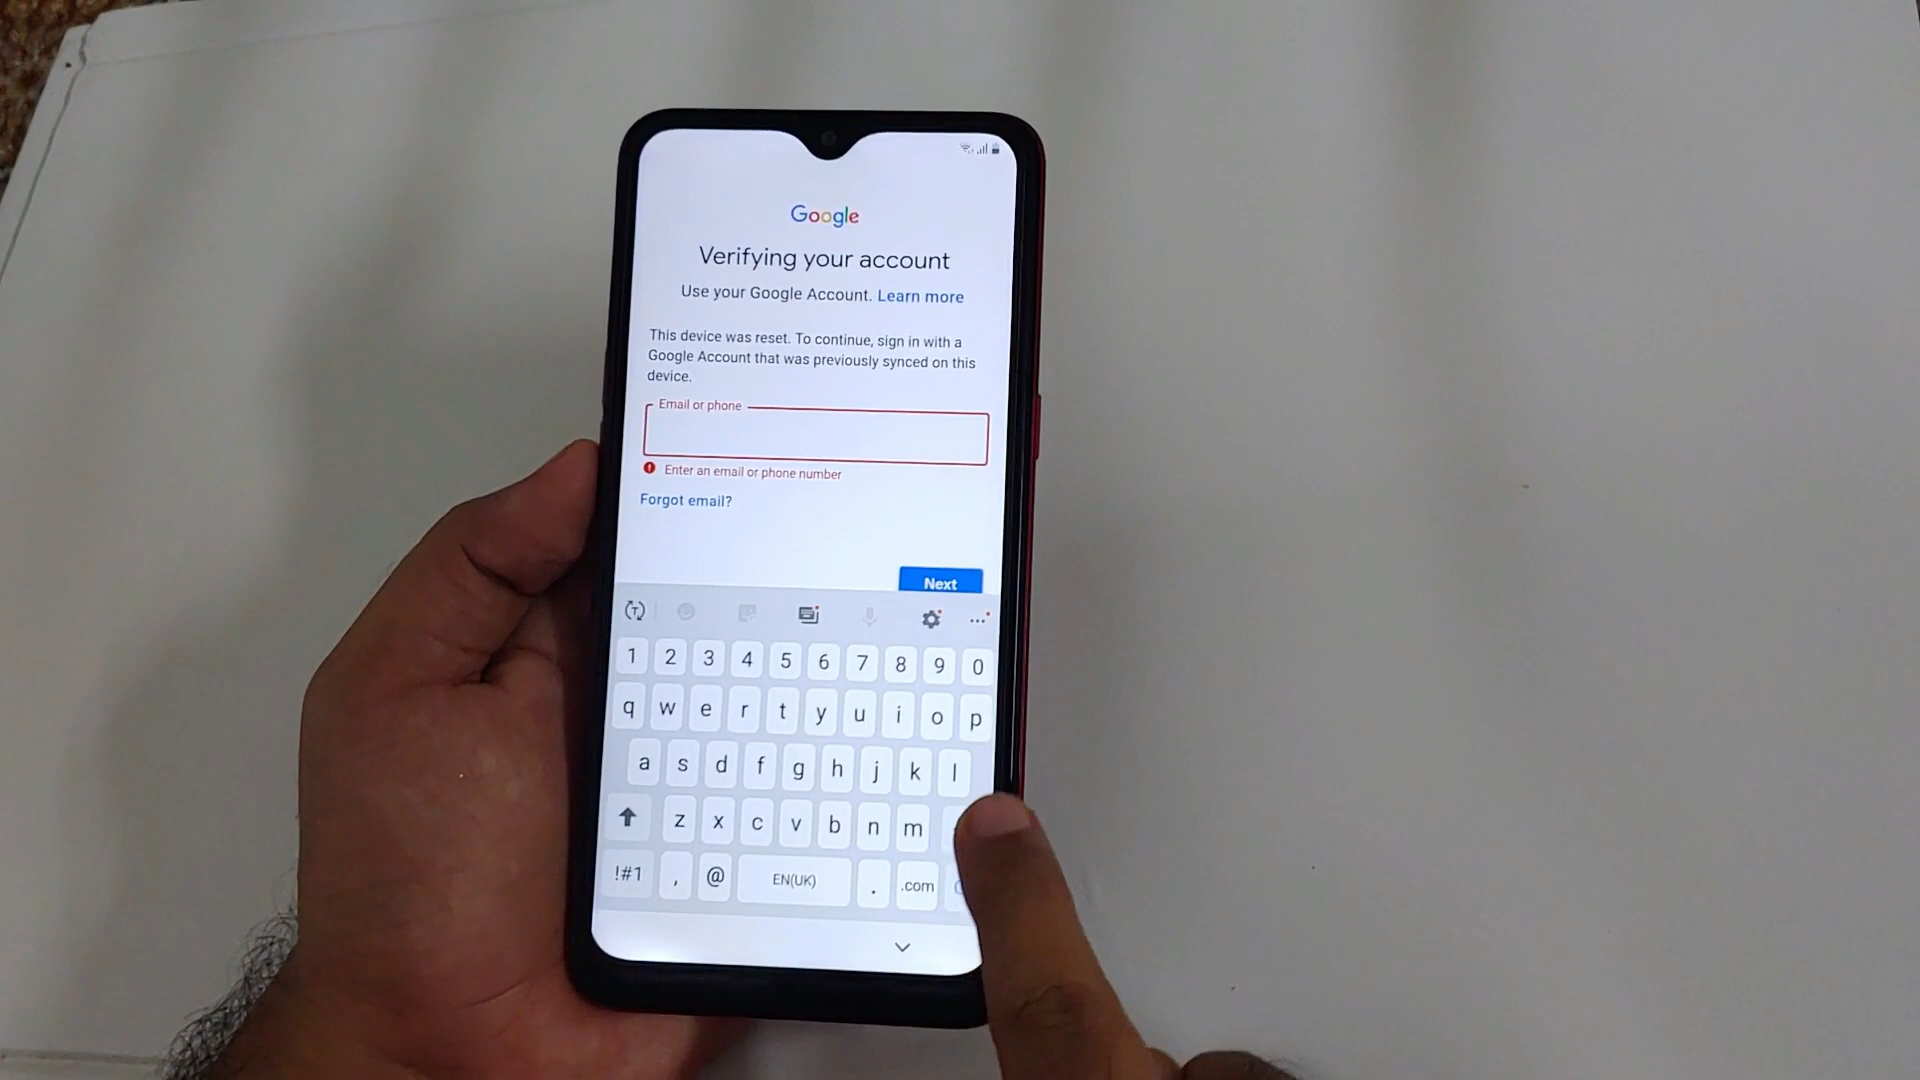 Google
Verifying your account
Use your Google Account. Learn more
This device was reset. To continue, sign in with a
Google Account that was previously synced on this
device.
Email or phone
Enter an email or phone number
Forgot email?
Next
1 2 3 4 5 6 7 8 9 0
q w e r t y u i o p
a s d f g h j k l
z x c v b n m
!#1 , @ EN(UK) . .com